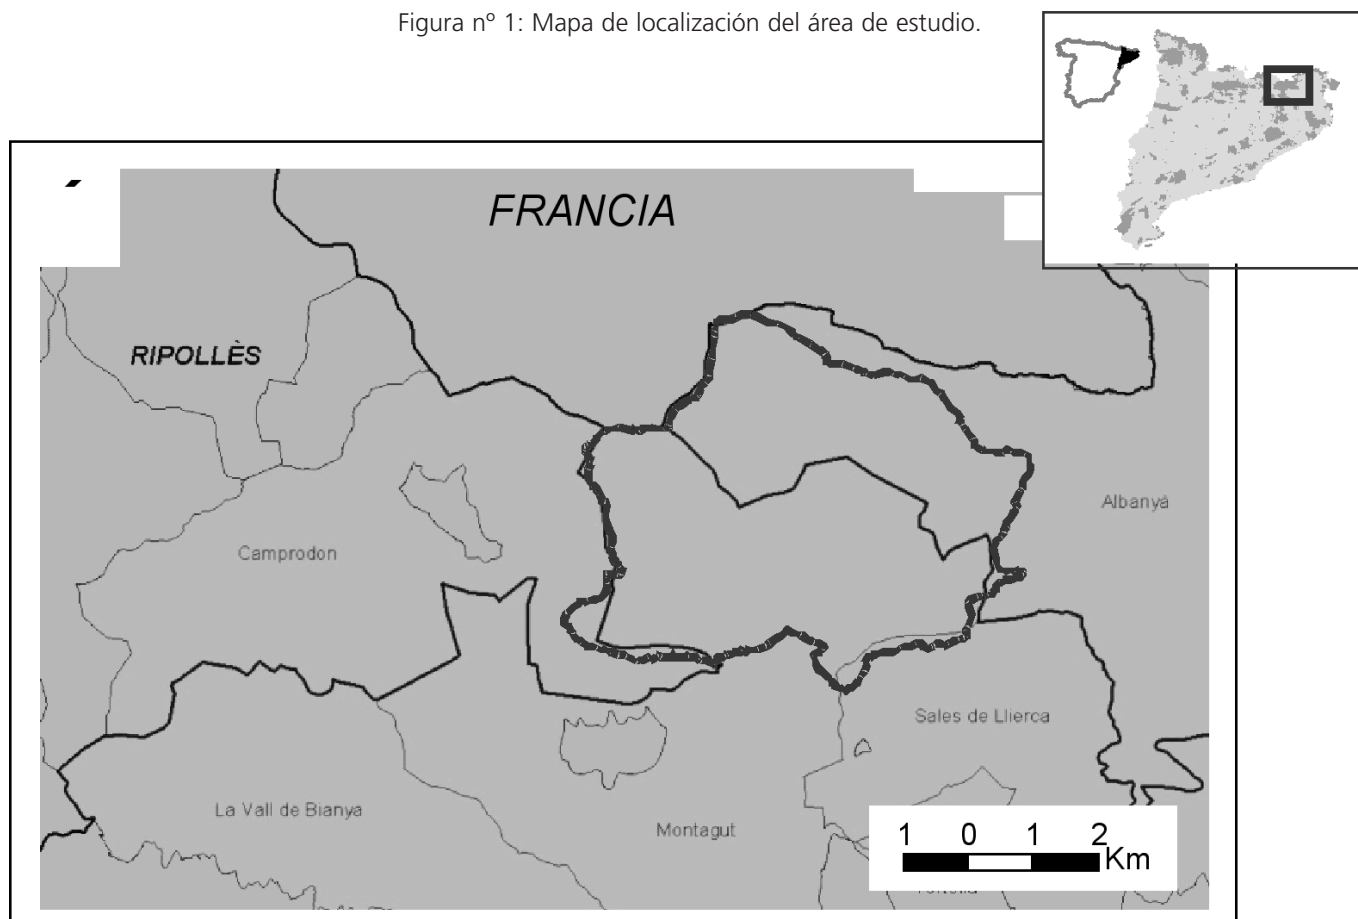 Figura nº 1: Mapa de localización del área de estudio.
FRANCIA
RIPOLLÈS
Albanyà
Camprodon
Sales de Llierca
La Vall de Bianya
Montagut
1 0 1 2
Km